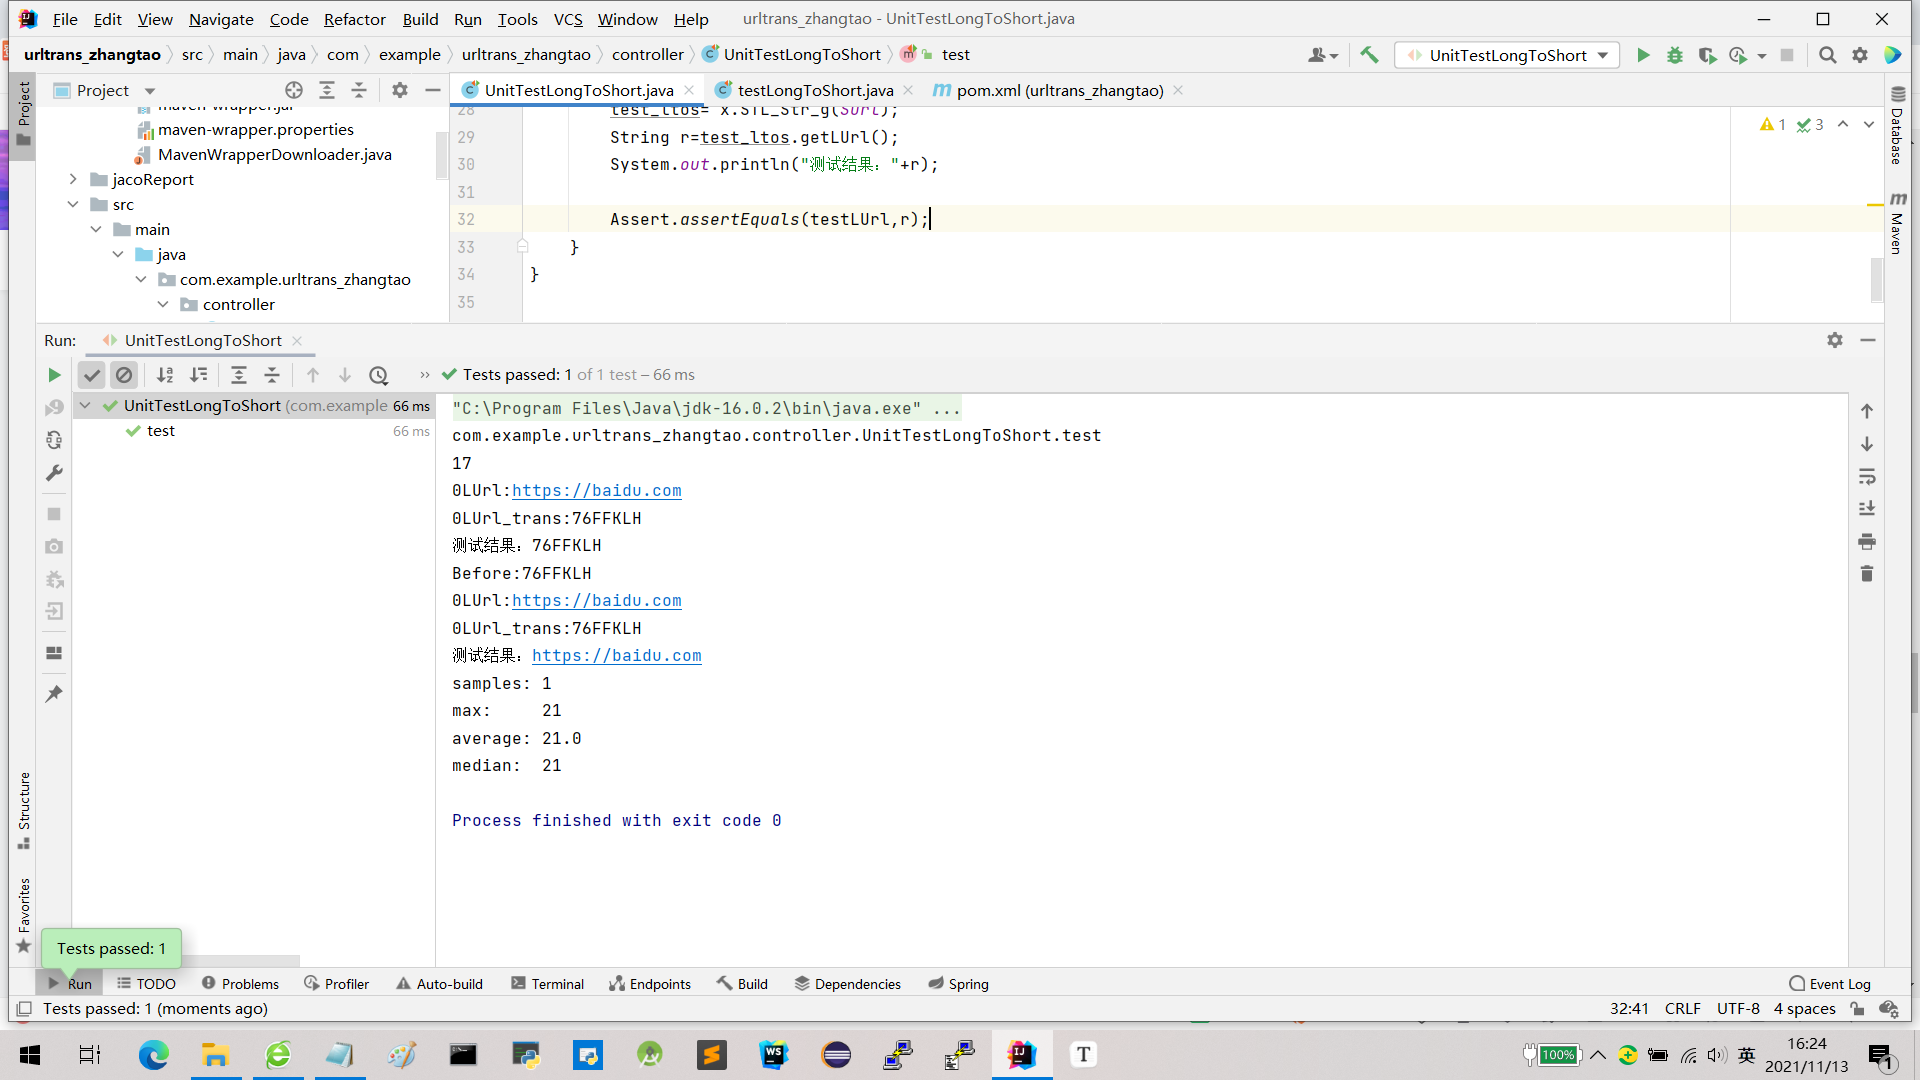 File Edit View Navigate Code Refactor Build Run Tools VCS Window Help urltrans_zhangtao - UnitTestLongToShort.java
urltrans_zhangtao src main java com example urltrans_zhangtao controller UnitTestLongToShort test UnitTestLongToShort
Project
UnitTestLongToShort.java testLongToShort.java pom.xml (urltrans_zhangtao)
Project
maven-wrapper.jar
maven-wrapper.properties
MavenWrapperDownloader.java
jacoReport
src
main
java
com.example.urltrans_zhangtao
controller
28 test_ltos= x.STL_Str_g(Surl);
29 String r=test_ltos.getLUrl();
30 System.out.println("测试结果: "+r);
31
32 Assert.assertEquals(testLUrl,r);
33 }
34 }
35
1 3
Database
Maven
Run: UnitTestLongToShort
Tests passed: 1 of 1 test – 66 ms
UnitTestLongToShort (com.example 66 ms
test 66 ms
"C:\Program Files\Java\jdk-16.0.2\bin\java.exe" ...
com.example.urltrans_zhangtao.controller.UnitTestLongToShort.test
17
0LUrl:https://baidu.com
0LUrl_trans:76FFKLH
测试结果: 76FFKLH
Before:76FFKLH
0LUrl:https://baidu.com
0LUrl_trans:76FFKLH
测试结果: https://baidu.com
samples: 1
max: 21
average: 21.0
median: 21
Process finished with exit code 0
Structure
Favorites
Tests passed: 1
Run TODO Problems Profiler Auto-build Terminal Endpoints Build Dependencies Spring Event Log
Tests passed: 1 (moments ago) 32:41 CRLF UTF-8 4 spaces
100% 英 16:24
2021/11/13
1